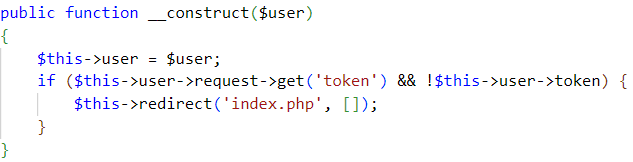 public function __construct($user)
{
    $this->user = $user;
    if ($this->user->request->get('token') && !$this->user->token) {
        $this->redirect('index.php', []);
    }
}